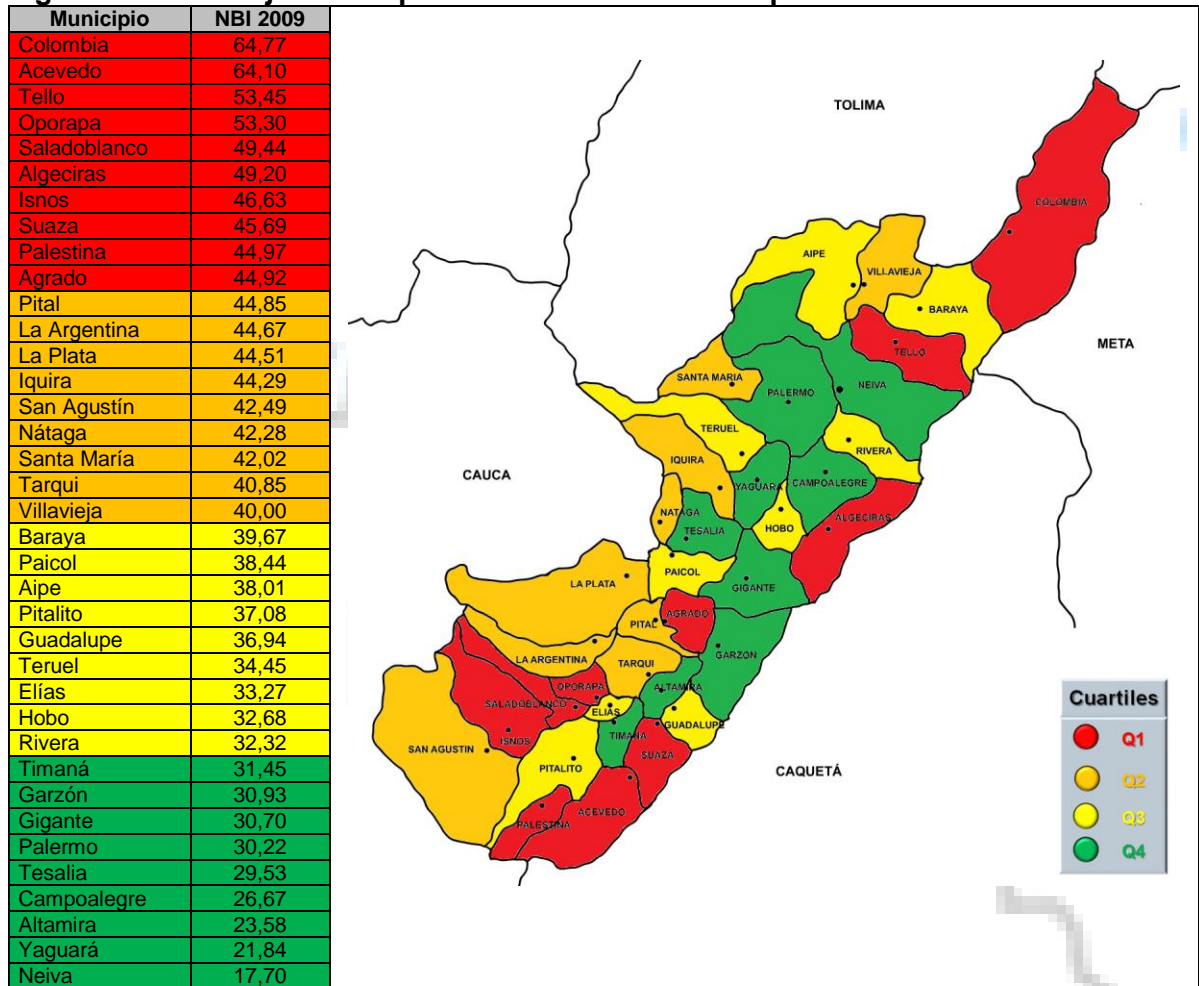 Municipio NBI 2009
Colombia 64,77
Acevedo 64,10
Tello 53,45
Oporapa 53,30
Saladoblanco 49,44
Algeciras 49,20
Isnos 46,63
Suaza 45,69
Palestina 44,97
Agrado 44,92
Pital 44,85
La Argentina 44,67
La Plata 44,51
Iquira 44,29
San Agustín 42,49
Nátaga 42,28
Santa María 42,02
Tarqui 40,85
Villavieja 40,00
Baraya 39,67
Paicol 38,44
Aipe 38,01
Pitalito 37,08
Guadalupe 36,94
Teruel 34,45
Elías 33,27
Hobo 32,68
Rivera 32,32
Timaná 31,45
Garzón 30,93
Gigante 30,70
Palermo 30,22
Tesalia 29,53
Campoalegre 26,67
Altamira 23,58
Yaguará 21,84
Neiva 17,70
TOLIMA
COLOMBIA
AIPE
VILLAVIEJA
BARAYA
META
TELLO
SANTA MARIA
NEIVA
PALERMO
TERUEL
RIVERA
IQUIRA
CAUCA
YAGUARA
CAMPOALEGRE
NATAGA
ALGECIRAS
HOBO
TESALIA
PAICOL
LA PLATA
GIGANTE
AGRADO
PITAL
GARZON
LA ARGENTINA
TARQUI
OPORAPA
ALTAMIRA
SALADOBLANCO
ELIAS
GUADALUPE
TIMANA
ISNOS
SAN AGUSTIN
SUAZA
PITALITO
CAQUETÁ
ACEVEDO
PALESTINA
Cuartiles
Q1
Q2
Q3
Q4